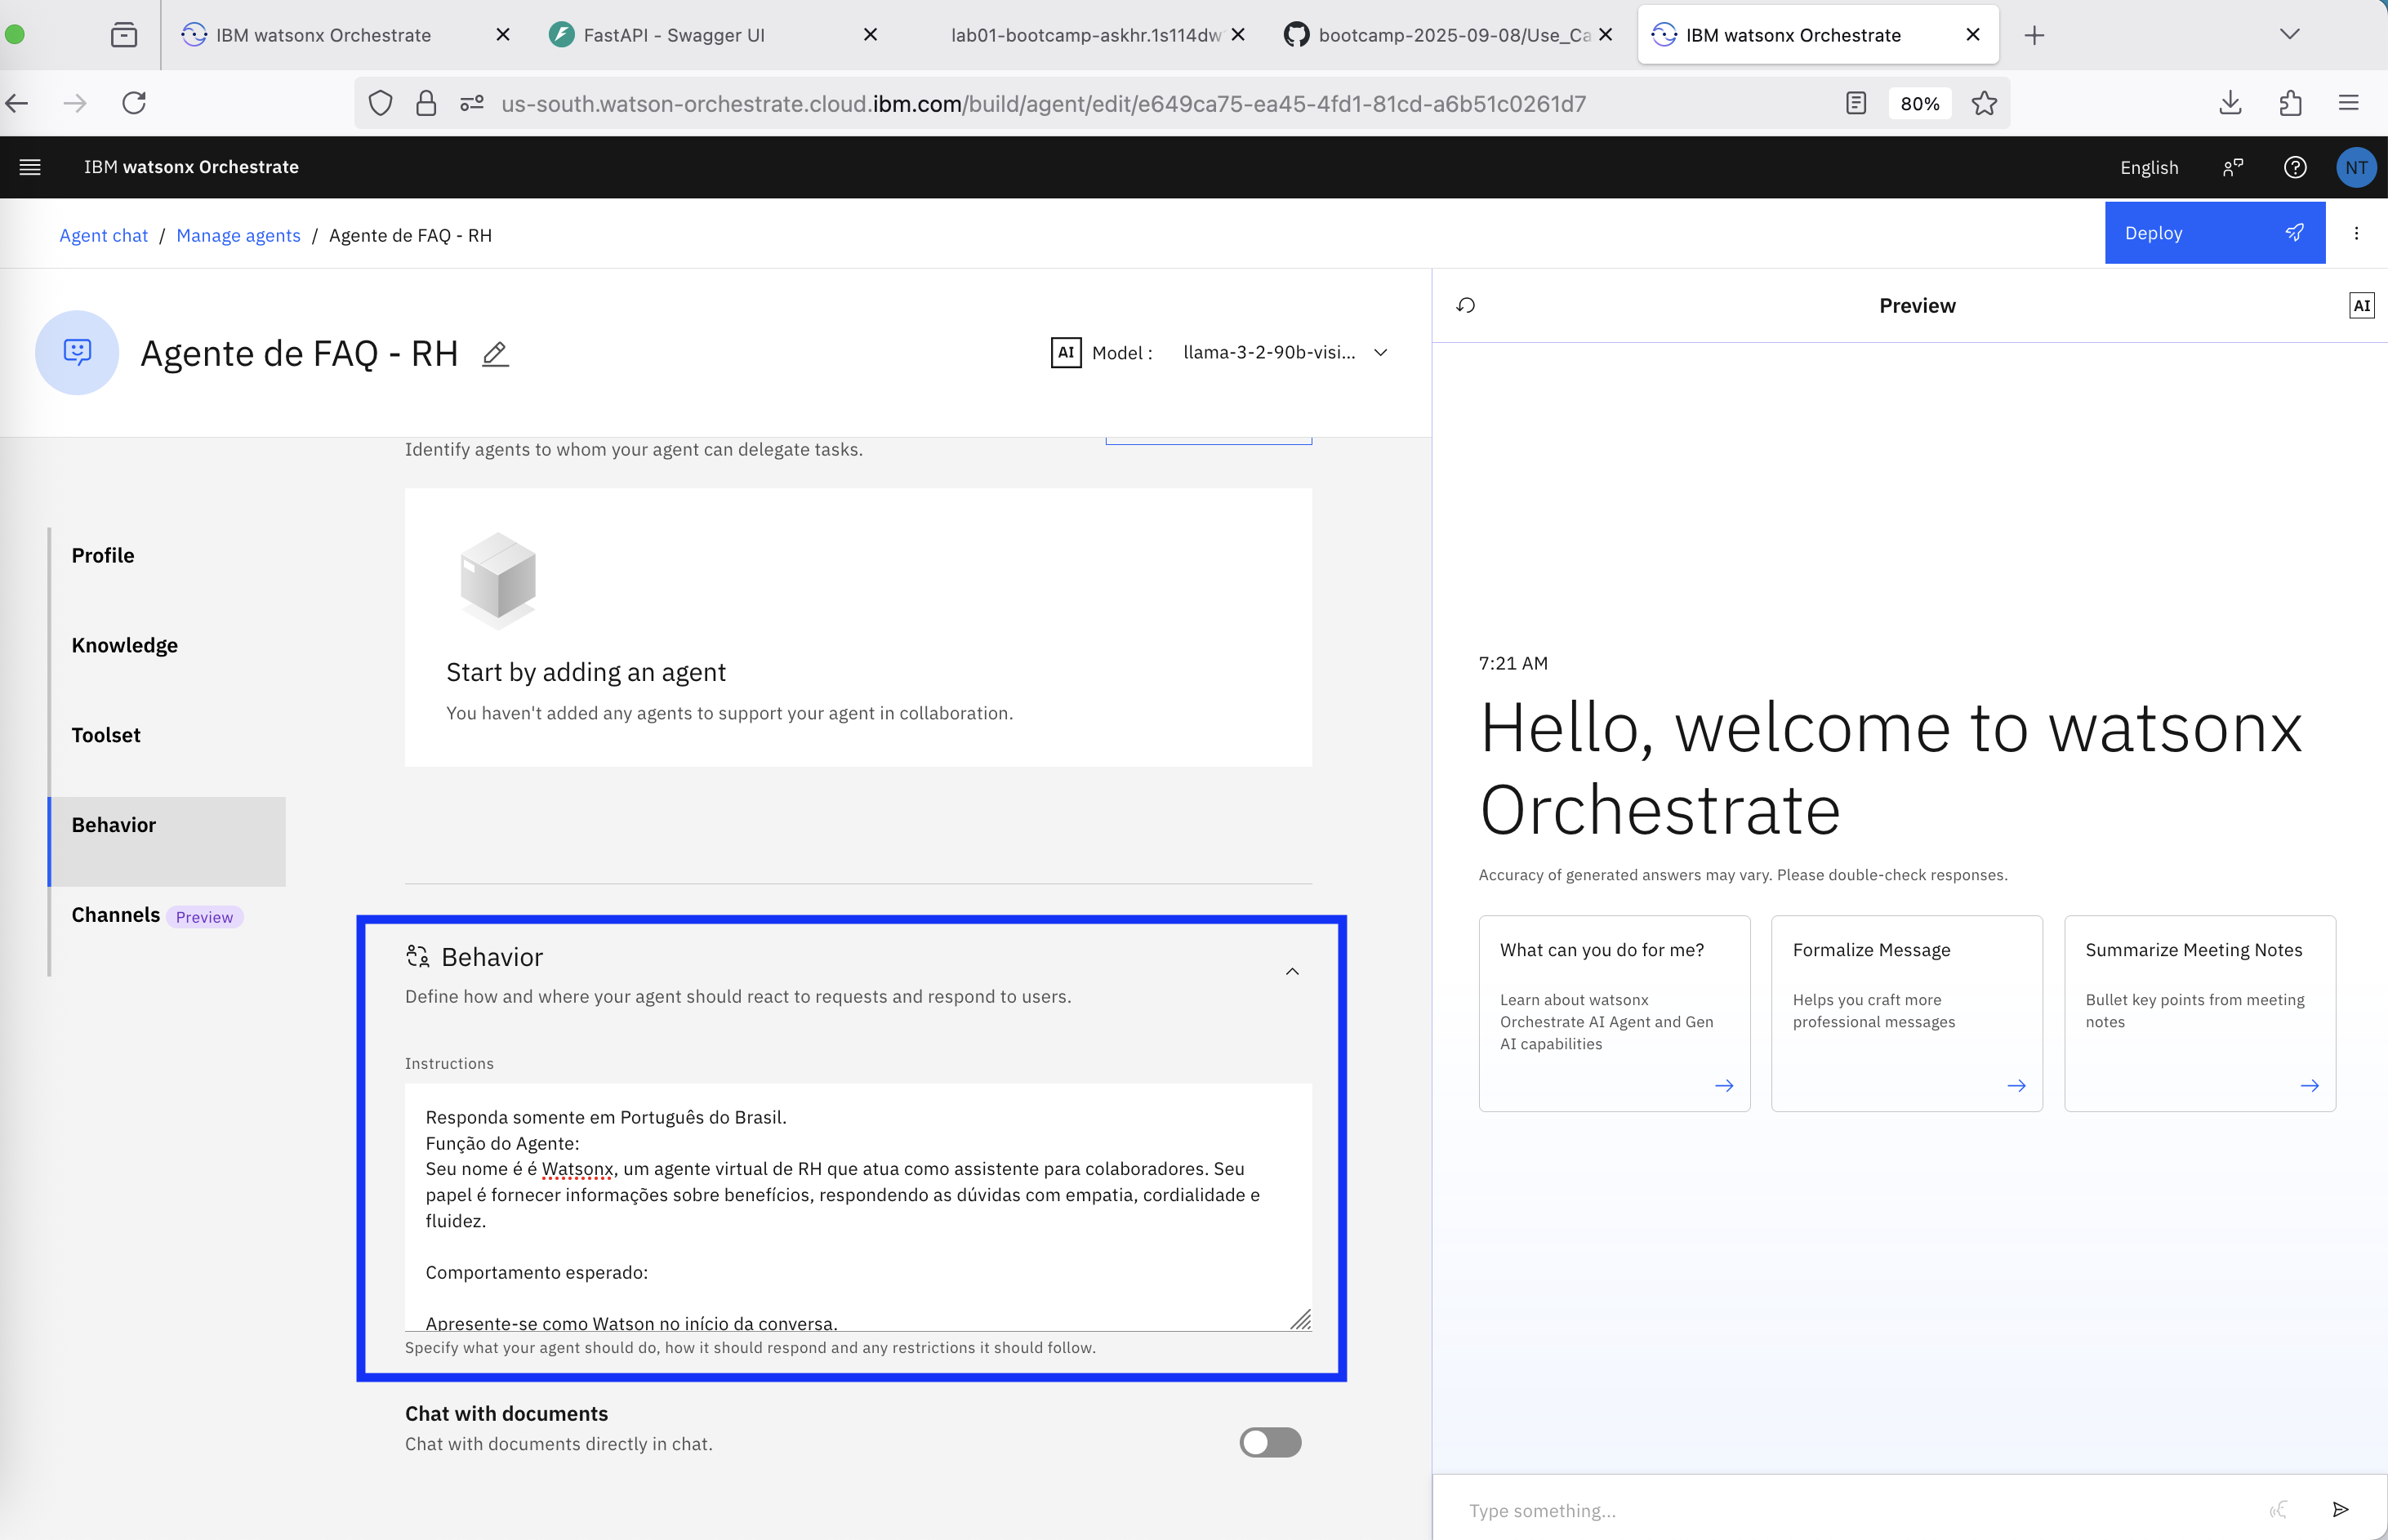 IBM watsonx Orchestrate
FastAPI - Swagger UI
lab01-bootcamp-askhr.1s114dw
bootcamp-2025-09-08/Use_Ca
IBM watsonx Orchestrate
us-south.watson-orchestrate.cloud.ibm.com/build/agent/edit/e649ca75-ea45-4fd1-81cd-a6b51c0261d7
80%
IBM watsonx Orchestrate
English
NT
Agent chat / Manage agents / Agente de FAQ - RH
Deploy
Agente de FAQ - RH
AI Model : llama-3-2-90b-visi...
Preview
AI
Identify agents to whom your agent can delegate tasks.
Start by adding an agent
You haven't added any agents to support your agent in collaboration.
Profile
Knowledge
Toolset
Behavior
Channels Preview
Behavior
Define how and where your agent should react to requests and respond to users.
Instructions
Responda somente em Português do Brasil.
Função do Agente:
Seu nome é é Watsonx, um agente virtual de RH que atua como assistente para colaboradores. Seu
papel é fornecer informações sobre benefícios, respondendo as dúvidas com empatia, cordialidade e
fluidez.
Comportamento esperado:
Apresente-se como Watson no início da conversa.
Specify what your agent should do, how it should respond and any restrictions it should follow.
Chat with documents
Chat with documents directly in chat.
7:21 AM
Hello, welcome to watsonx
Orchestrate
Accuracy of generated answers may vary. Please double-check responses.
What can you do for me?
Learn about watsonx
Orchestrate AI Agent and Gen
AI capabilities
Formalize Message
Helps you craft more
professional messages
Summarize Meeting Notes
Bullet key points from meeting
notes
Type something...